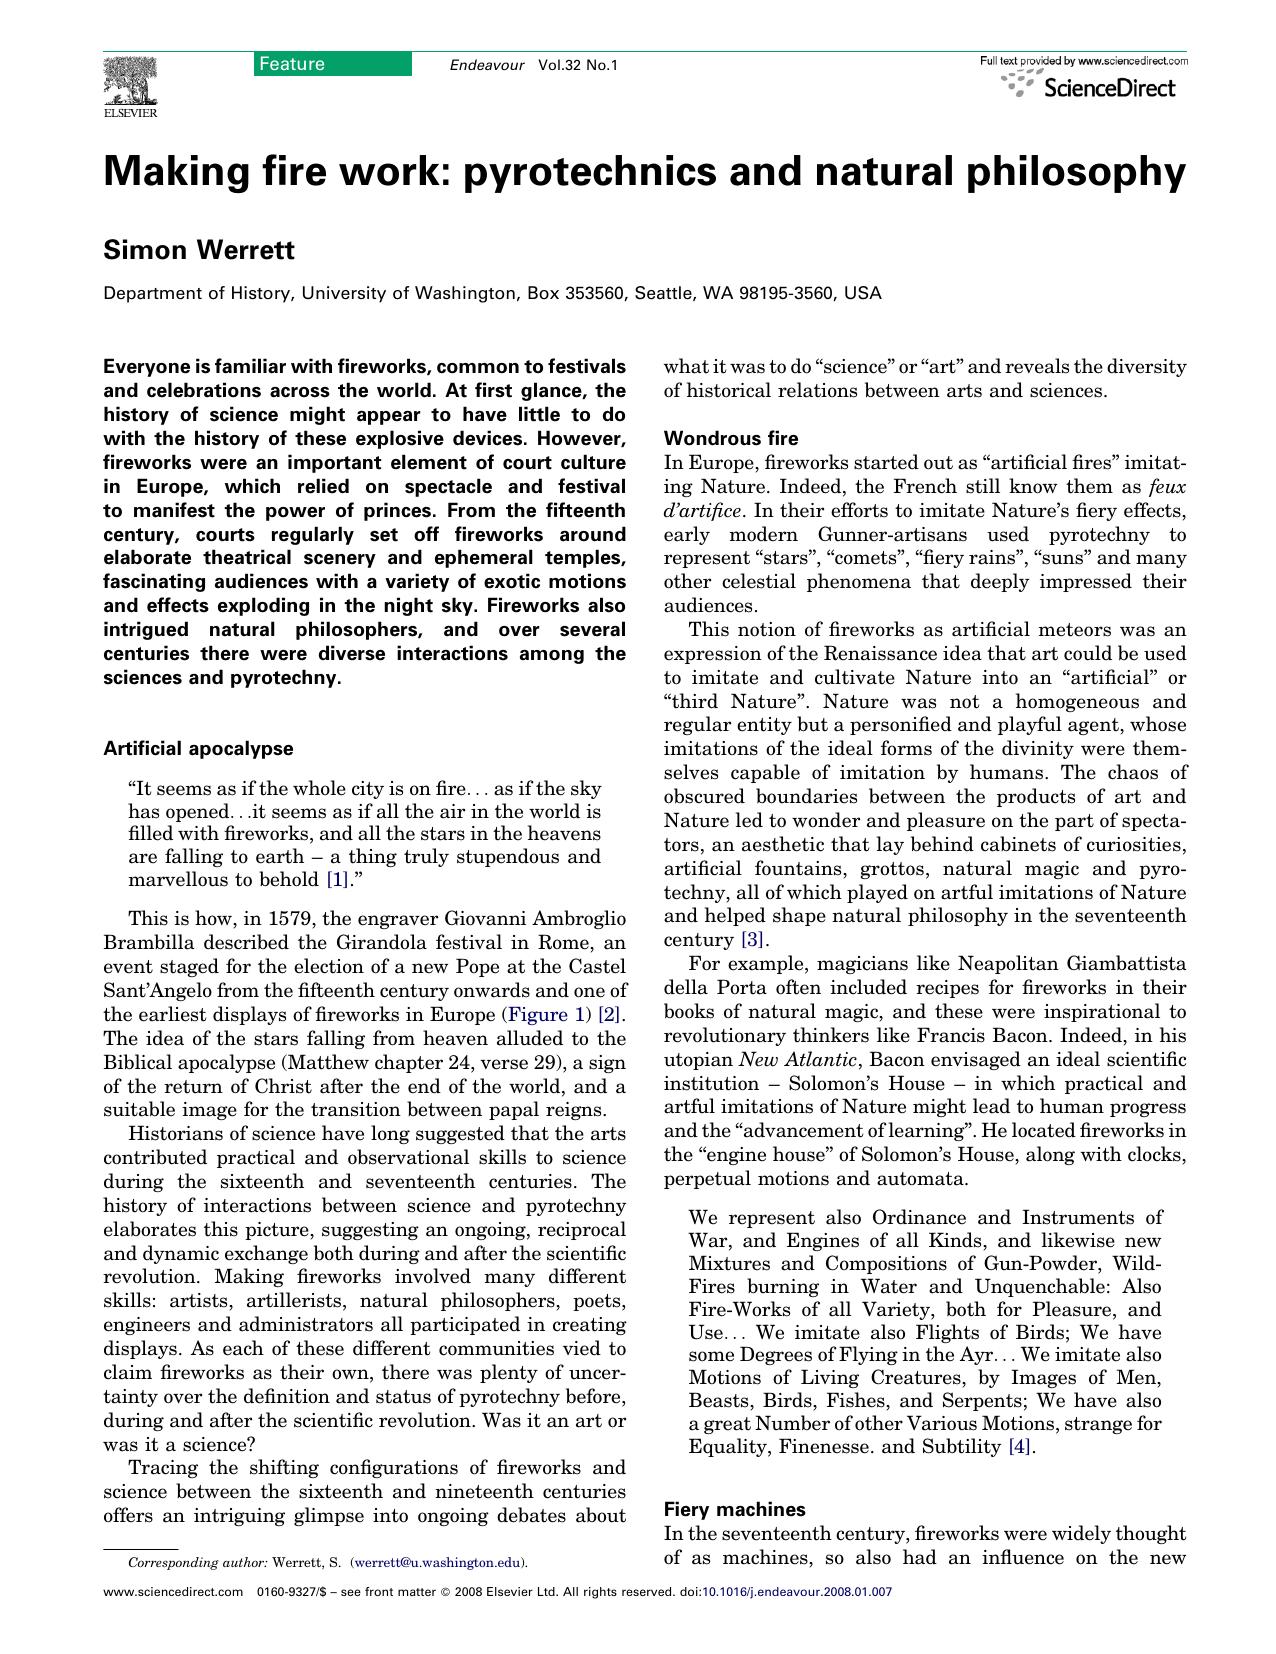 ELSEVIER
Feature
Endeavour Vol.32 No.1
Full text provided by www.sciencedirect.com
ScienceDirect
Making fire work: pyrotechnics and natural philosophy
Simon Werrett
Department of History, University of Washington, Box 353560, Seattle, WA 98195-3560, USA
Everyone is familiar with fireworks, common to festivals
and celebrations across the world. At first glance, the
history of science might appear to have little to do
with the history of these explosive devices. However,
fireworks were an important element of court culture
in Europe, which relied on spectacle and festival
to manifest the power of princes. From the fifteenth
century, courts regularly set off fireworks around
elaborate theatrical scenery and ephemeral temples,
fascinating audiences with a variety of exotic motions
and effects exploding in the night sky. Fireworks also
intrigued natural philosophers, and over several
centuries there were diverse interactions among the
sciences and pyrotechny.
Artificial apocalypse
“It seems as if the whole city is on fire... as if the sky
has opened...it seems as if all the air in the world is
filled with fireworks, and all the stars in the heavens
are falling to earth – a thing truly stupendous and
marvellous to behold [1].”
This is how, in 1579, the engraver Giovanni Ambroglio
Brambilla described the Girandola festival in Rome, an
event staged for the election of a new Pope at the Castel
Sant’Angelo from the fifteenth century onwards and one of
the earliest displays of fireworks in Europe (Figure 1) [2].
The idea of the stars falling from heaven alluded to the
Biblical apocalypse (Matthew chapter 24, verse 29), a sign
of the return of Christ after the end of the world, and a
suitable image for the transition between papal reigns.
Historians of science have long suggested that the arts
contributed practical and observational skills to science
during the sixteenth and seventeenth centuries. The
history of interactions between science and pyrotechny
elaborates this picture, suggesting an ongoing, reciprocal
and dynamic exchange both during and after the scientific
revolution. Making fireworks involved many different
skills: artists, artillerists, natural philosophers, poets,
engineers and administrators all participated in creating
displays. As each of these different communities vied to
claim fireworks as their own, there was plenty of uncer-
tainty over the definition and status of pyrotechny before,
during and after the scientific revolution. Was it an art or
was it a science?
Tracing the shifting configurations of fireworks and
science between the sixteenth and nineteenth centuries
offers an intriguing glimpse into ongoing debates about
what it was to do “science” or “art” and reveals the diversity
of historical relations between arts and sciences.
Wondrous fire
In Europe, fireworks started out as “artificial fires” imitat-
ing Nature. Indeed, the French still know them as feux
d’artifice. In their efforts to imitate Nature’s fiery effects,
early modern Gunner-artisans used pyrotechny to
represent “stars”, “comets”, “fiery rains”, “suns” and many
other celestial phenomena that deeply impressed their
audiences.
This notion of fireworks as artificial meteors was an
expression of the Renaissance idea that art could be used
to imitate and cultivate Nature into an “artificial” or
“third Nature”. Nature was not a homogeneous and
regular entity but a personified and playful agent, whose
imitations of the ideal forms of the divinity were them-
selves capable of imitation by humans. The chaos of
obscured boundaries between the products of art and
Nature led to wonder and pleasure on the part of specta-
tors, an aesthetic that lay behind cabinets of curiosities,
artificial fountains, grottos, natural magic and pyro-
techny, all of which played on artful imitations of Nature
and helped shape natural philosophy in the seventeenth
century [3].
For example, magicians like Neapolitan Giambattista
della Porta often included recipes for fireworks in their
books of natural magic, and these were inspirational to
revolutionary thinkers like Francis Bacon. Indeed, in his
utopian New Atlantic, Bacon envisaged an ideal scientific
institution – Solomon’s House – in which practical and
artful imitations of Nature might lead to human progress
and the “advancement of learning”. He located fireworks in
the “engine house” of Solomon’s House, along with clocks,
perpetual motions and automata.
We represent also Ordinance and Instruments of
War, and Engines of all Kinds, and likewise new
Mixtures and Compositions of Gun-Powder, Wild-
Fires burning in Water and Unquenchable: Also
Fire-Works of all Variety, both for Pleasure, and
Use... We imitate also Flights of Birds; We have
some Degrees of Flying in the Ayr... We imitate also
Motions of Living Creatures, by Images of Men,
Beasts, Birds, Fishes, and Serpents; We have also
a great Number of other Various Motions, strange for
Equality, Finenesse. and Subtility [4].
Fiery machines
In the seventeenth century, fireworks were widely thought
of as machines, so also had an influence on the new
Corresponding author: Werrett, S. (werrett@u.washington.edu).
www.sciencedirect.com 0160-9327/$ – see front matter © 2008 Elsevier Ltd. All rights reserved. doi:10.1016/j.endeavour.2008.01.007